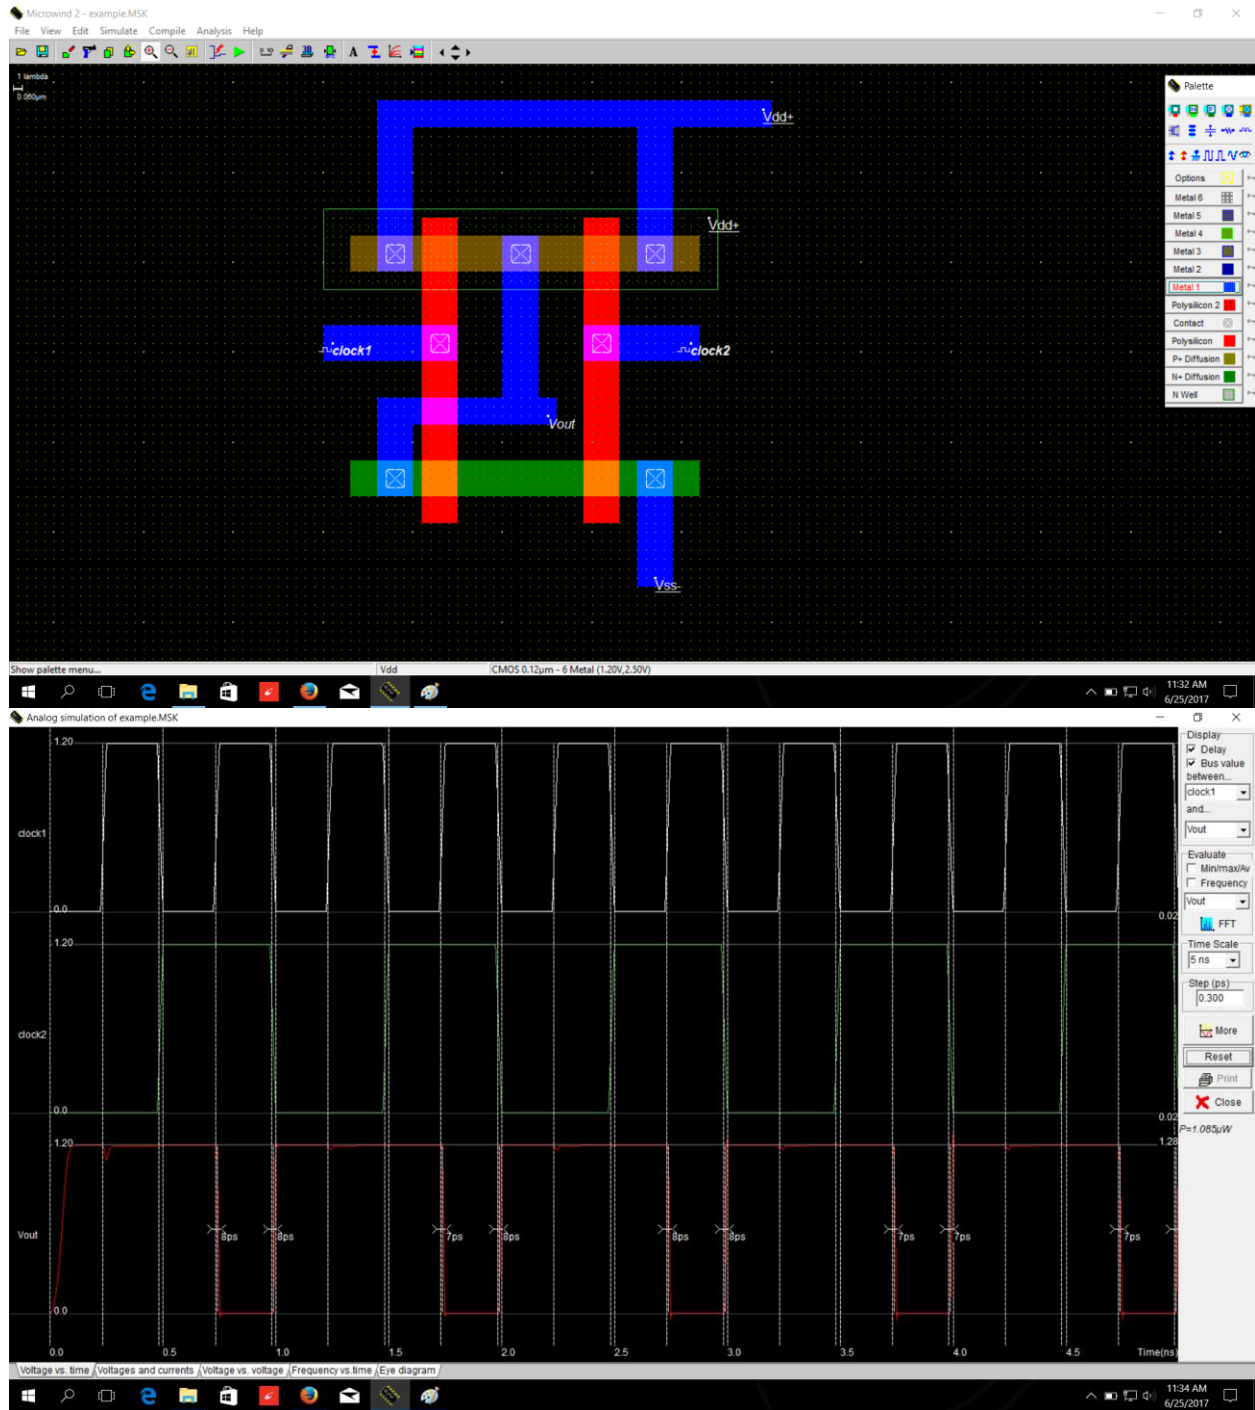 Microwind 2 - example.MSK
File View Edit Simulate Compile Analysis Help
1 lambda
0.060µm
Vdd+
Vdd+
clock1
clock2
Vout
Vss-
Palette
Options
Metal 6
Metal 5
Metal 4
Metal 3
Metal 2
Metal 1
Polysilicon 2
Contact
Polysilicon
P+ Diffusion
N+ Diffusion
N Well
Show palette menu... Vdd CMOS 0.12µm - 6 Metal (1.20V,2.50V)
11:32 AM
6/25/2017
Analog simulation of example.MSK
1.20
clock1
0.0
0.02
1.20
clock2
0.0
0.02
1.20
1.28
Vout
8ps 8ps 7ps 8ps 8ps 8ps 7ps 7ps 7ps
0.0
0.0 0.5 1.0 1.5 2.0 2.5 3.0 3.5 4.0 4.5 Time(ns)
Display
Delay
Bus value
between...
clock1
and...
Vout
Evaluate
Min/max/Av
Frequency
Vout
FFT
Time Scale
5 ns
Step (ps)
0.300
More
Reset
Print
Close
P=1.085µW
Voltage vs. time Voltages and currents Voltage vs. voltage Frequency vs.time Eye diagram
11:34 AM
6/25/2017